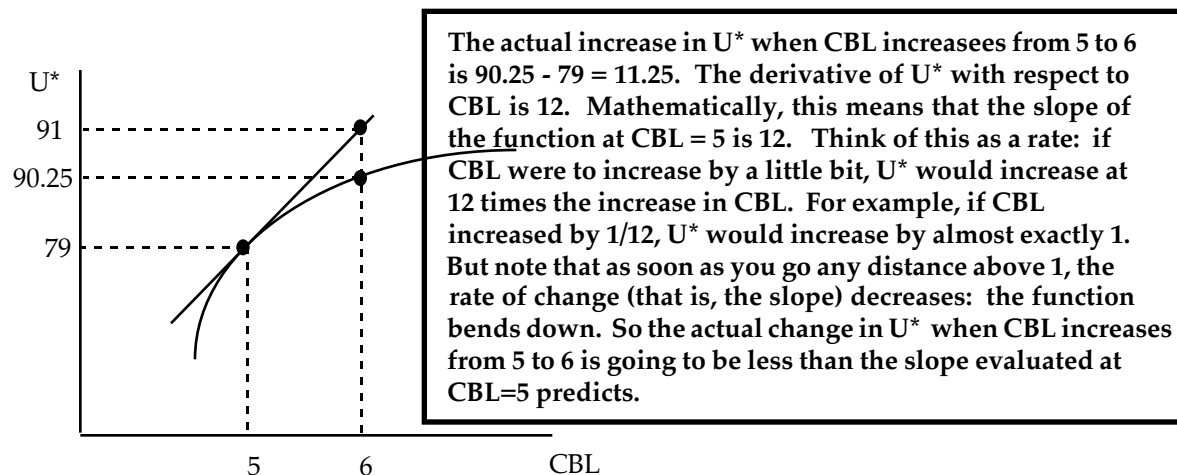 U*
91
90.25
79
5
6
CBL
The actual increase in U* when CBL increasees from 5 to 6
is 90.25 - 79 = 11.25. The derivative of U* with respect to
CBL is 12. Mathematically, this means that the slope of
the function at CBL = 5 is 12. Think of this as a rate: if
CBL were to increase by a little bit, U* would increase at
12 times the increase in CBL. For example, if CBL
increased by 1/12, U* would increase by almost exactly 1.
But note that as soon as you go any distance above 1, the
rate of change (that is, the slope) decreases: the function
bends down. So the actual change in U* when CBL increases
from 5 to 6 is going to be less than the slope evaluated at
CBL=5 predicts.